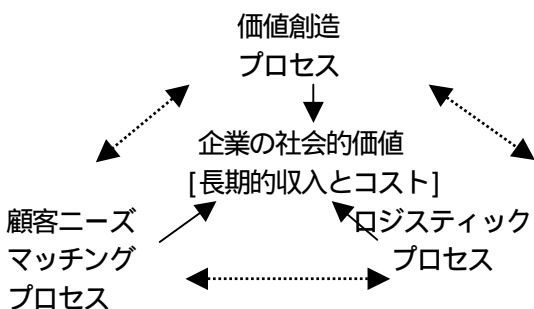 価値創造
プロセス
企業の社会的価値
[長期的収入とコスト]
顧客ニーズ
マッチング
プロセス
ロジスティック
プロセス